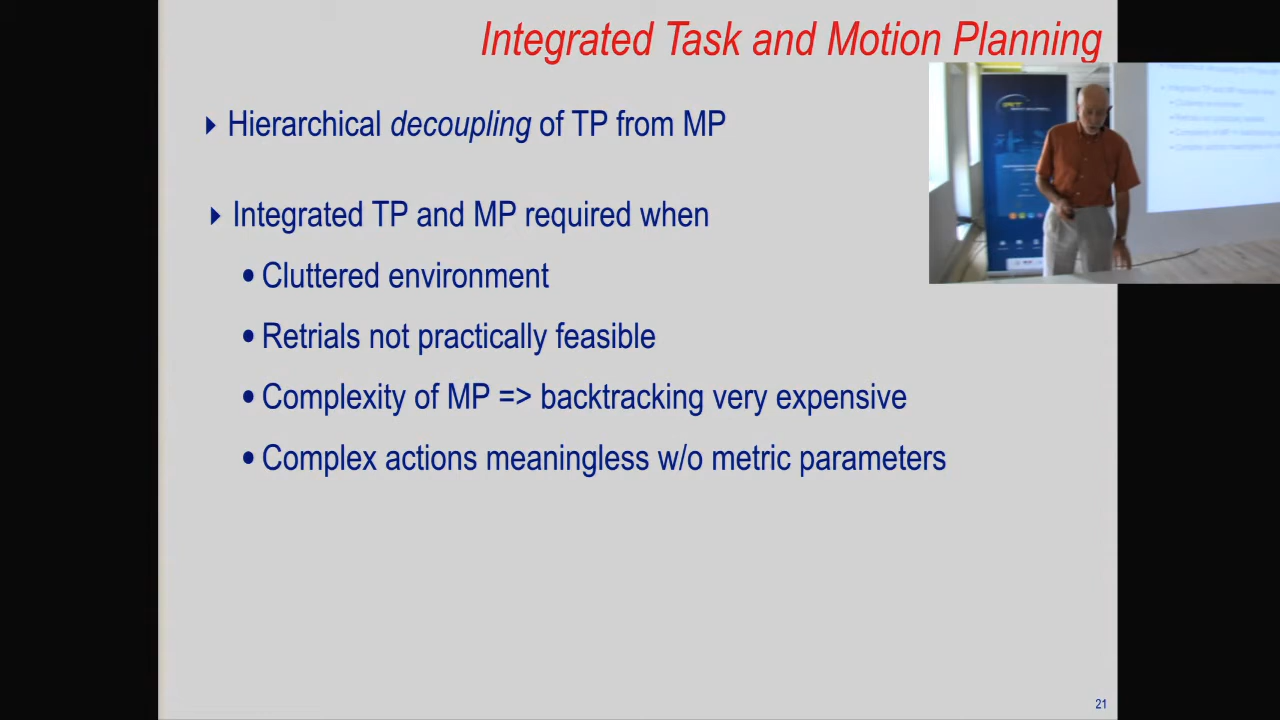 Integrated Task and Motion Planning
Hierarchical decoupling of TP from MP
Integrated TP and MP required when
• Cluttered environment
• Retrials not practically feasible
• Complexity of MP => backtracking very expensive
• Complex actions meaningless w/o metric parameters
21